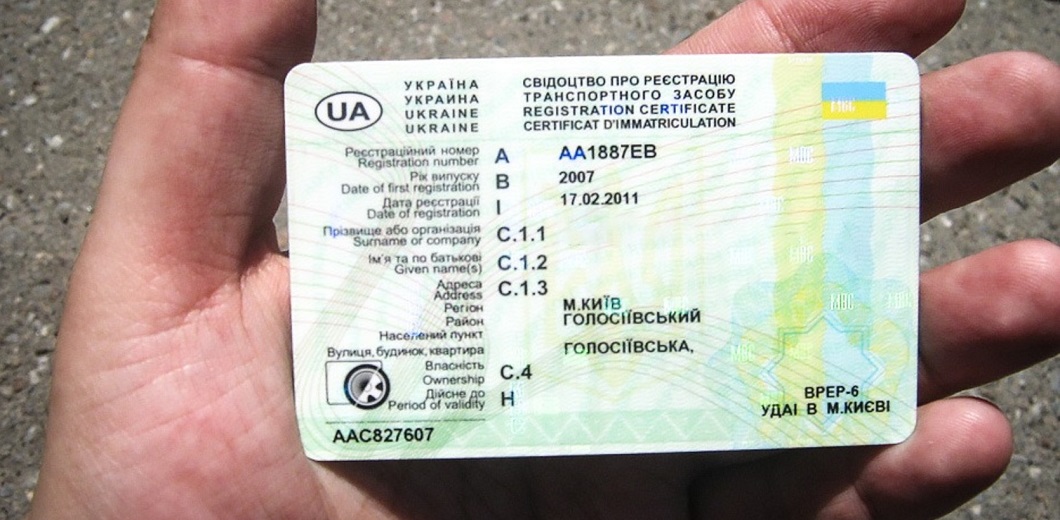 UA
УКРАЇНА
УКРАИНА
UKRAINE
UKRAINE
СВІДОЦТВО ПРО РЕЄСТРАЦІЮ
ТРАНСПОРТНОГО ЗАСОБУ
REGISTRATION CERTIFICATE
CERTIFICAT D'IMMATRICULATION
Реєстраційний номер
Registration number A AA1887EB
Рік випуску
Date of first registration B 2007
Дата реєстрації
Date of registration I 17.02.2011
Прізвище або організація
Surname or company C.1.1
Ім'я та по батькові
Given name(s) C.1.2
Адреса
Address C.1.3
Регіон М.КИЇВ
Район ГОЛОСІЇВСЬКИЙ
Населений пункт
Вулиця, будинок, квартира ГОЛОСІЇВСЬКА,
Власність
Ownership C.4
Дійсне до
Period of validity H
ВРЕР-6
УДАІ В М.КИЄВІ
ААС827607